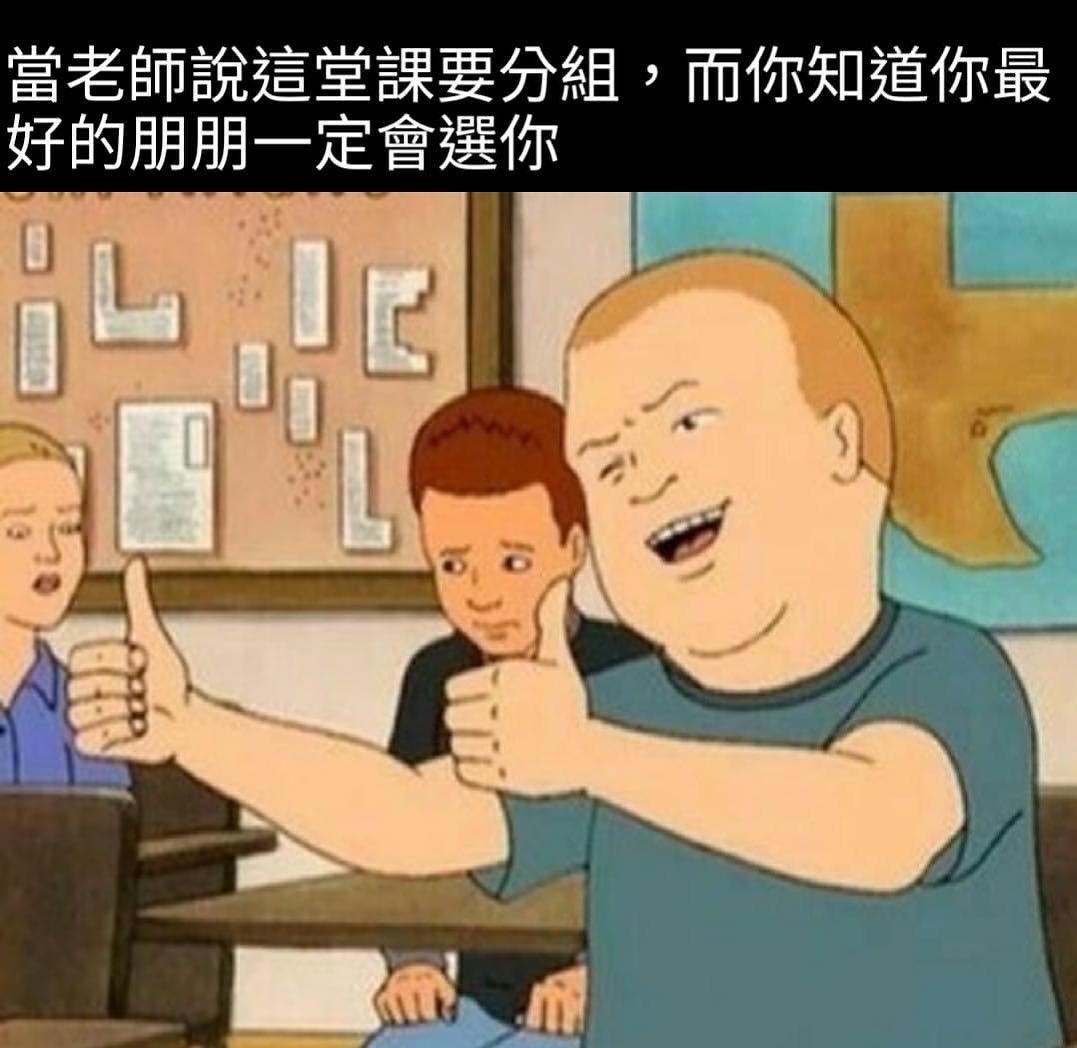 當老師說這堂課要分組，而你知道你最
好的朋朋一定會選你